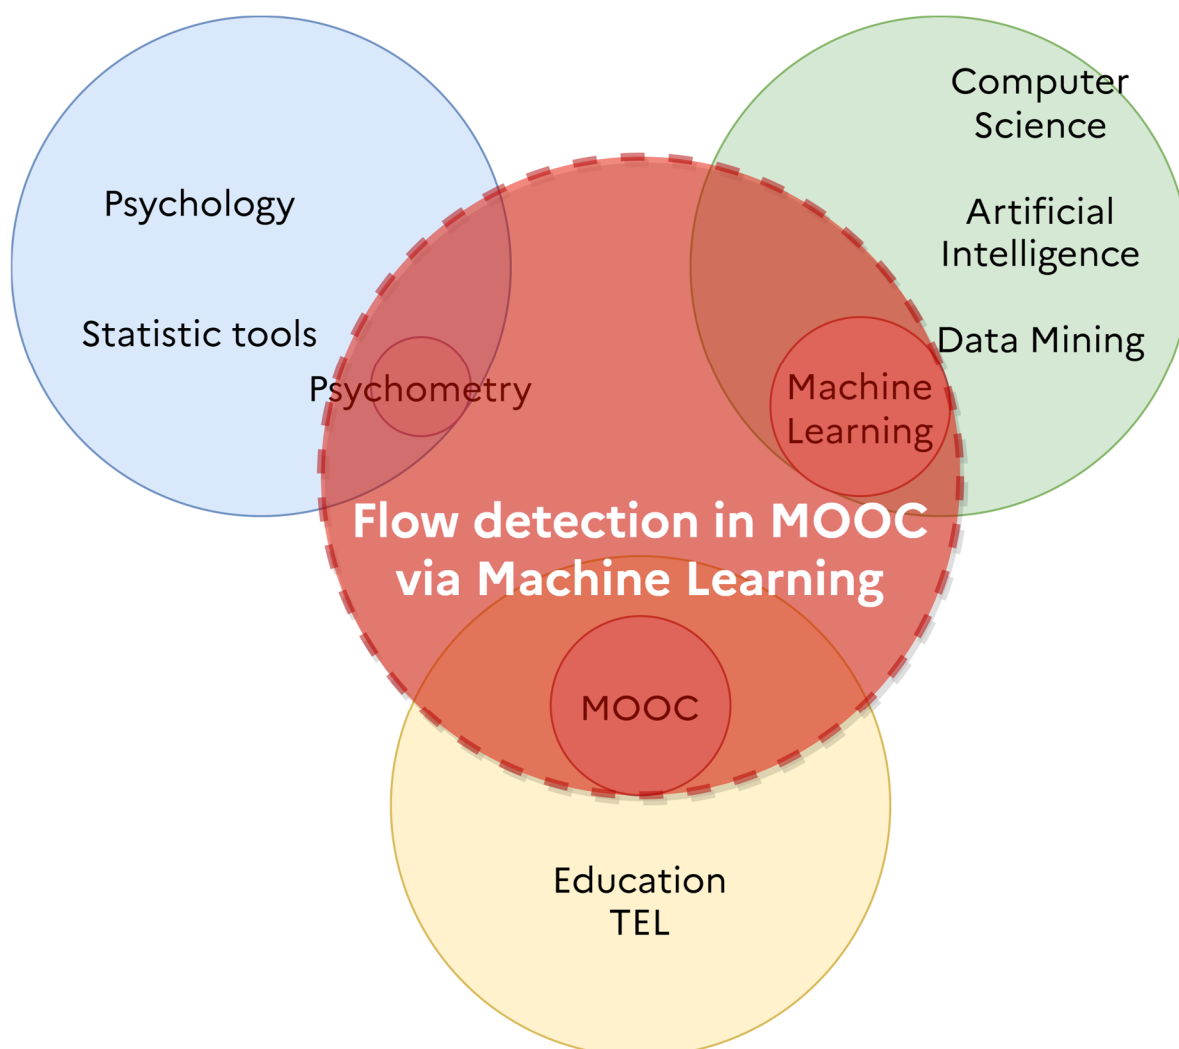 Psychology
Statistic tools
Psychometry
Computer
Science
Artificial
Intelligence
Data Mining
Machine
Learning
Flow detection in MOOC
via Machine Learning
MOOC
Education
TEL